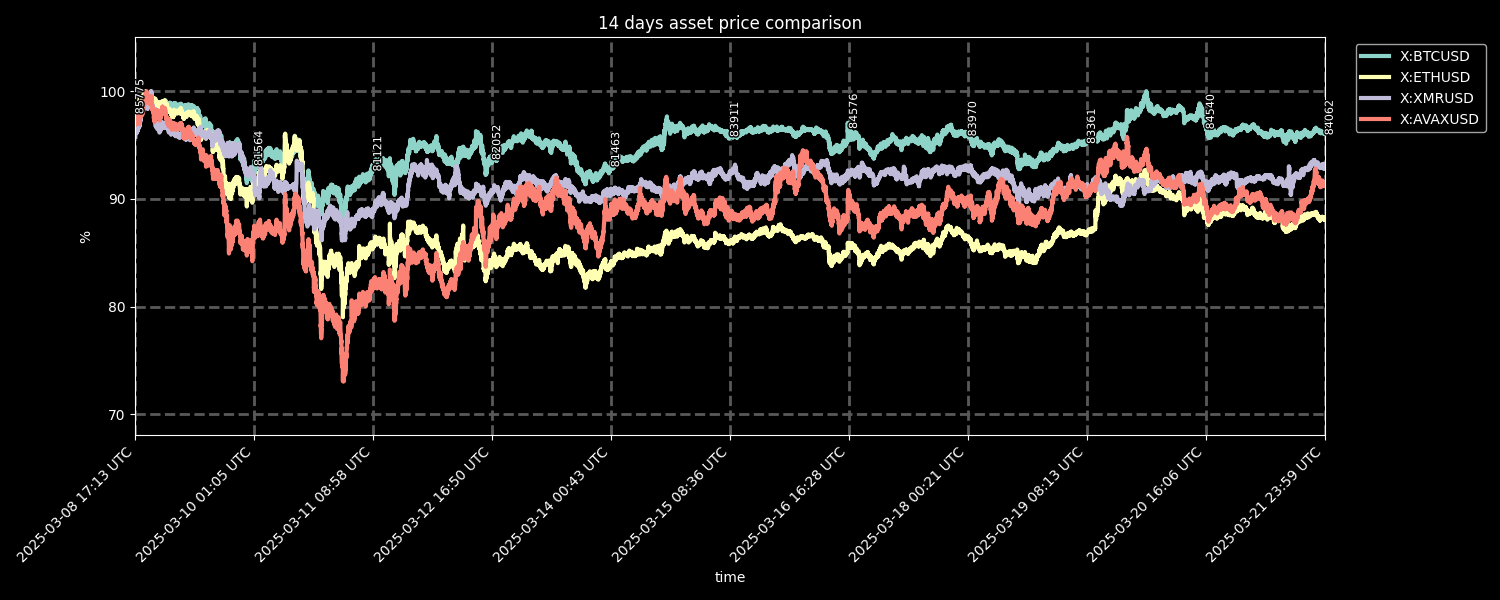 14 days asset price comparison
X:BTCUSD
X:ETHUSD
X:XMRUSD
X:AVAXUSD
100
90
80
70
%
85775
81564
81121
82052
81463
83911
84576
83970
83361
84540
84062
2025-03-08 17:13 UTC
2025-03-10 01:05 UTC
2025-03-11 08:58 UTC
2025-03-12 16:50 UTC
2025-03-14 00:43 UTC
2025-03-15 08:36 UTC
2025-03-16 16:28 UTC
2025-03-18 00:21 UTC
2025-03-19 08:13 UTC
2025-03-20 16:06 UTC
2025-03-21 23:59 UTC
time